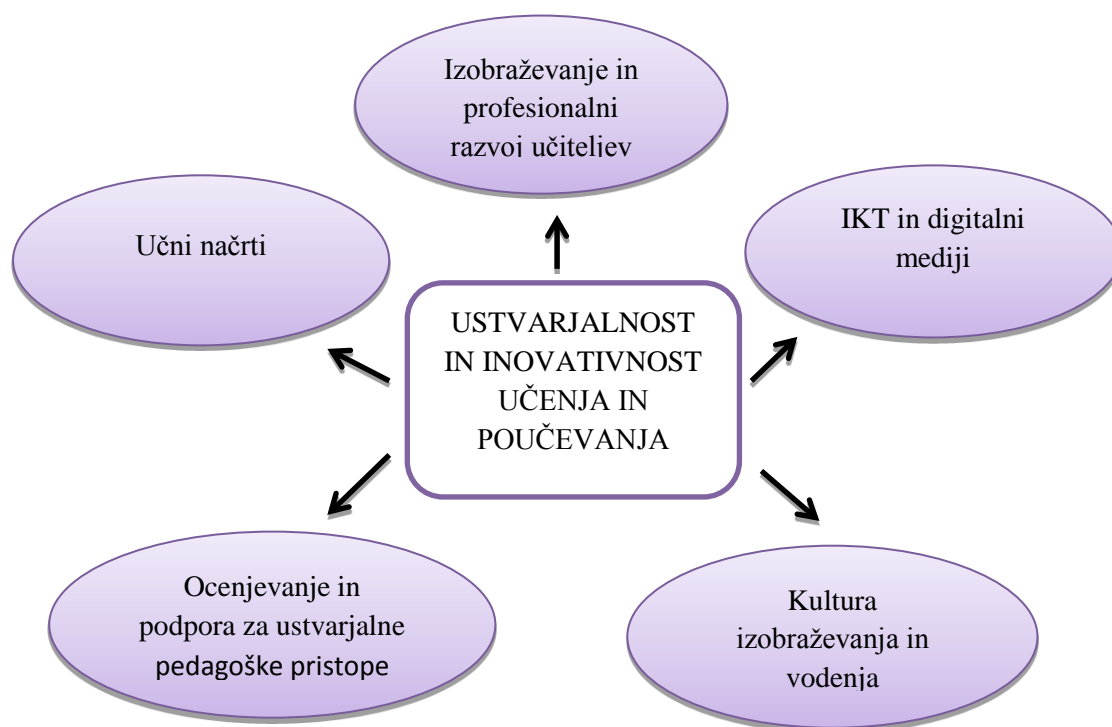 Izobraževanje in
profesionalni
razvoj učiteljev
Učni načrti
IKT in digitalni
mediji
USTVARJALNOST
IN INOVATIVNOST
UČENJA IN
POUČEVANJA
Ocenjevanje in
podpora za ustvarjalne
pedagoške pristope
Kultura
izobraževanja in
vodenja